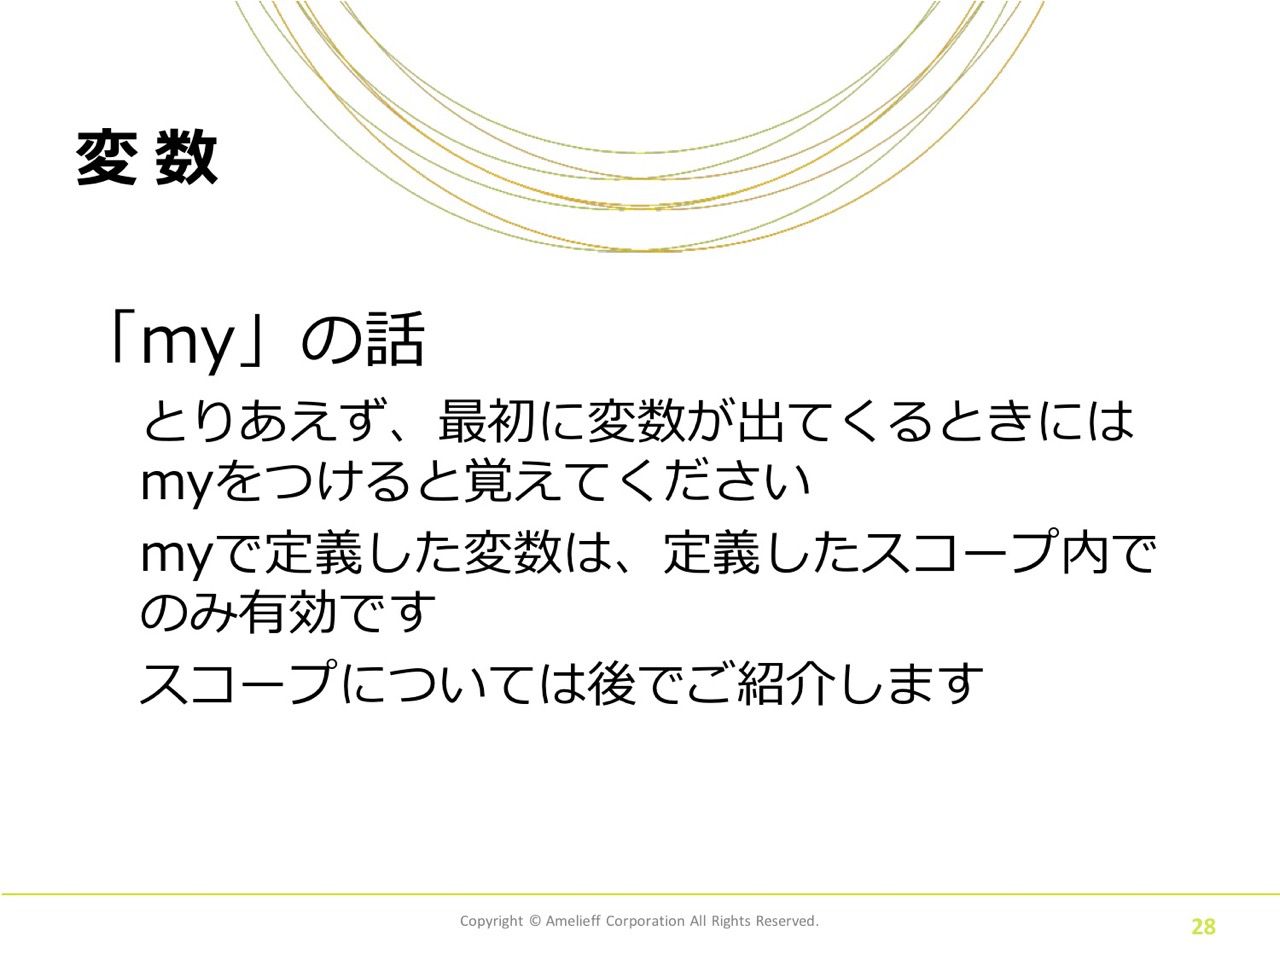 変数
「my」の話
とりあえず、最初に変数が出てくるときには
myをつけると覚えてください
myで定義した変数は、定義したスコープ内で
のみ有効です
スコープについては後でご紹介します
Copyright © Amelieff Corporation All Rights Reserved.
28